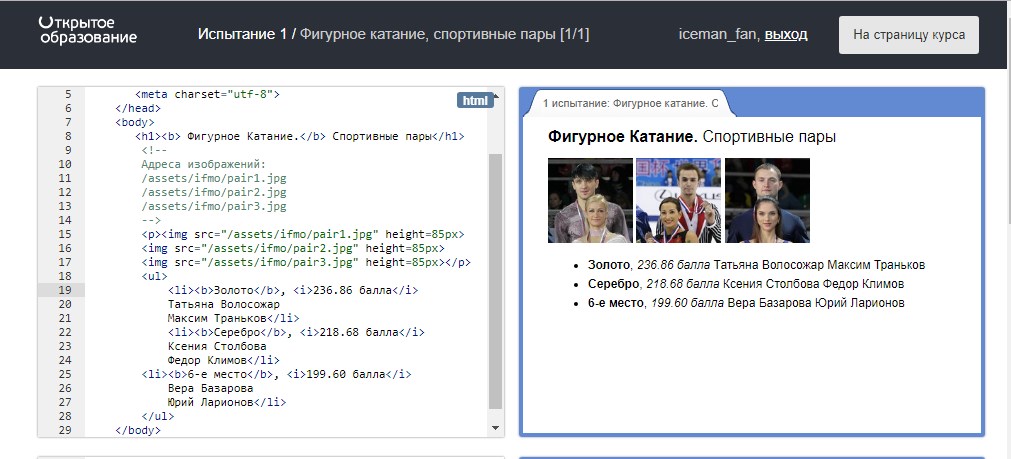 Открытое
образование
Испытание 1 / Фигурное катание, спортивные пары [1/1]
iceman_fan, выход
На страницу курса
html
5 <meta charset="utf-8">
6 </head>
7 <body>
8 <h1><b> Фигурное Катание.</b> Спортивные пары</h1>
9 <!--
10 Адреса изображений:
11 /assets/ifmo/pair1.jpg
12 /assets/ifmo/pair2.jpg
13 /assets/ifmo/pair3.jpg
14 -->
15 <p><img src="/assets/ifmo/pair1.jpg" height=85px>
16 <img src="/assets/ifmo/pair2.jpg" height=85px>
17 <img src="/assets/ifmo/pair3.jpg" height=85px></p>
18 <ul>
19 <li><b>Золото</b>, <i>236.86 балла</i>
20 Татьяна Волосожар
21 Максим Траньков</li>
22 <li><b>Серебро</b>, <i>218.68 балла</i>
23 Ксения Столбова
24 Федор Климов</li>
25 <li><b>6-е место</b>, <i>199.60 балла</i>
26 Вера Базарова
27 Юрий Ларионов</li>
28 </ul>
29 </body>
1 испытание: Фигурное катание. С
Фигурное Катание. Спортивные пары
Золото, 236.86 балла Татьяна Волосожар Максим Траньков
Серебро, 218.68 балла Ксения Столбова Федор Климов
6-е место, 199.60 балла Вера Базарова Юрий Ларионов